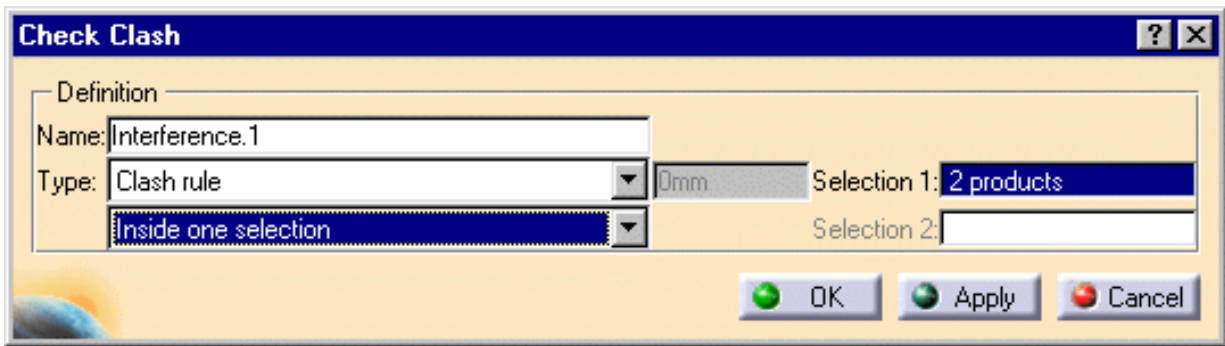 Check Clash ? X
Definition
Name: Interference.1
Type: Clash rule 0mm Selection 1: 2 products
Inside one selection Selection 2:
OK Apply Cancel